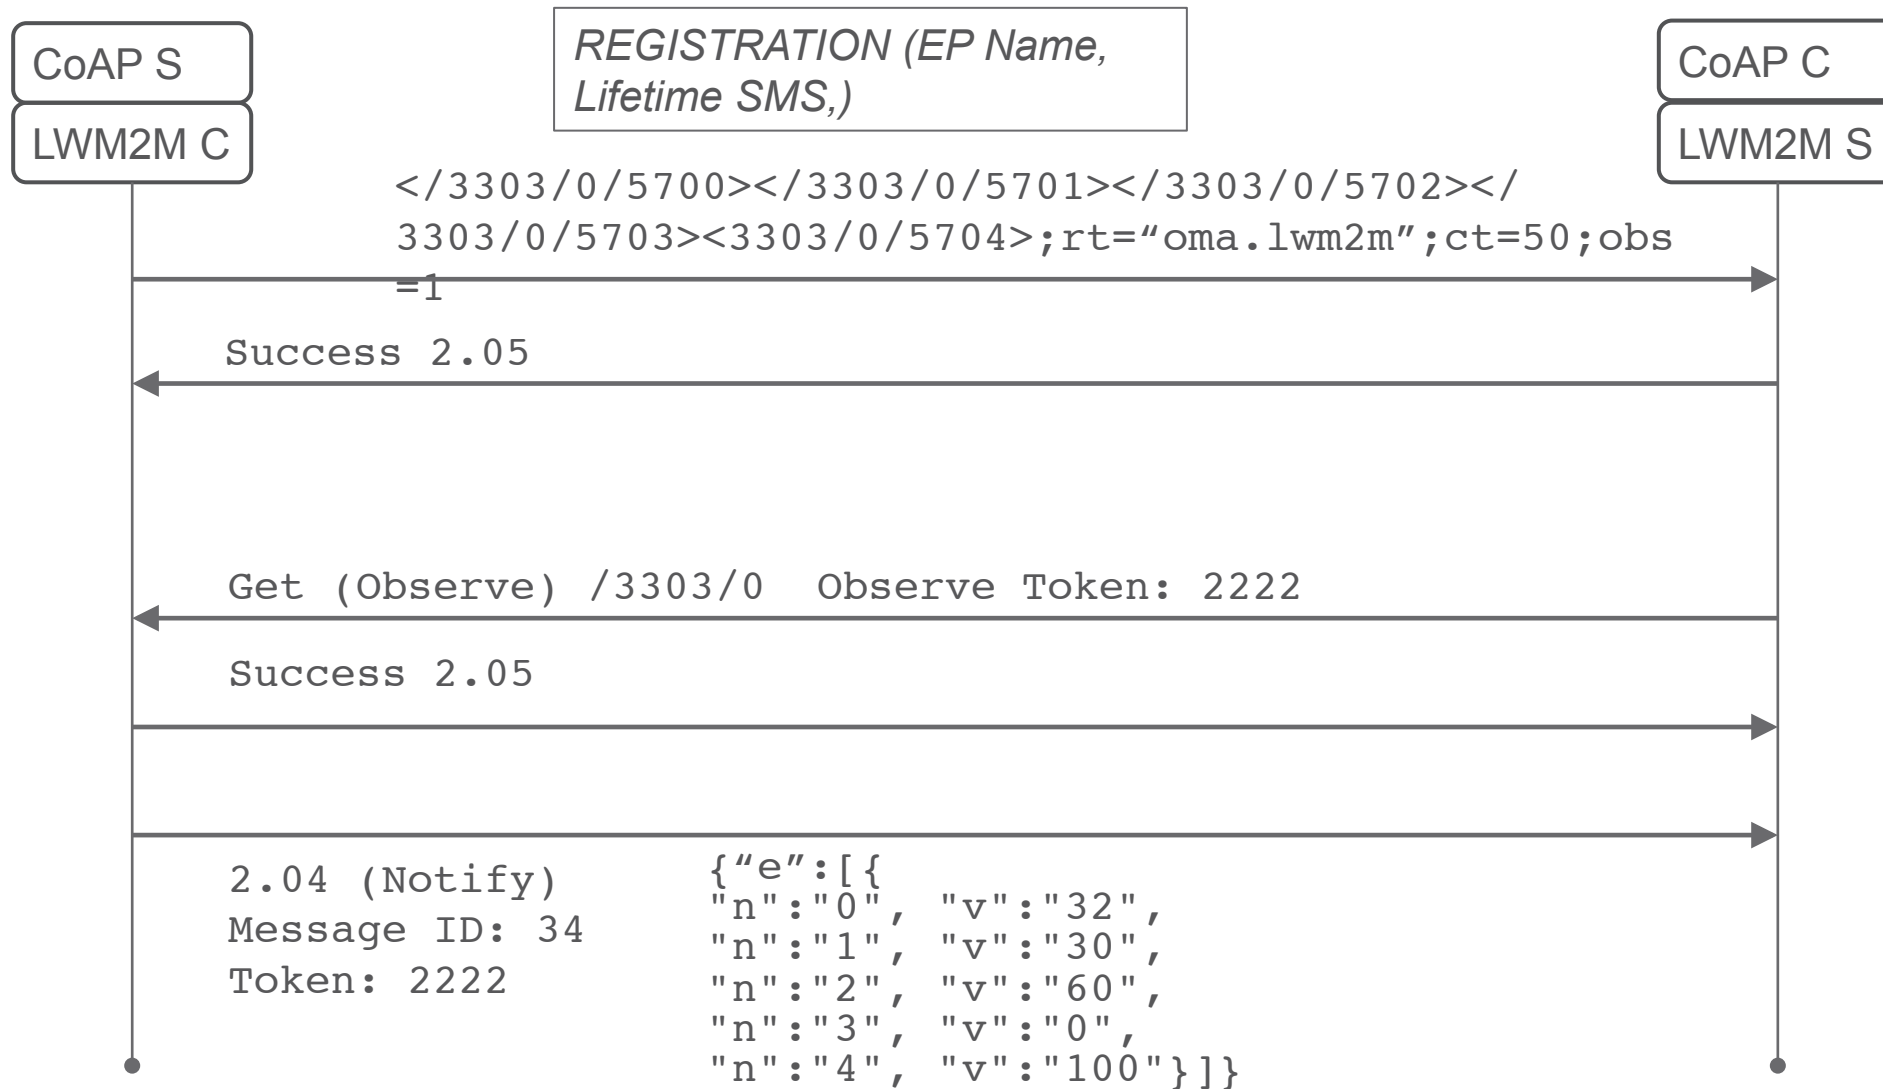 CoAP S
LWM2M C
REGISTRATION (EP Name,
Lifetime SMS,)
CoAP C
LWM2M S
</3303/0/5700></3303/0/5701></3303/0/5702></
3303/0/5703><3303/0/5704>;rt=“oma.lwm2m”;ct=50;obs
=1
Success 2.05
Get (Observe) /3303/0  Observe Token: 2222
Success 2.05
2.04 (Notify)
Message ID: 34
Token: 2222
{“e”:[{
"n":"0", "v":"32",
"n":"1", "v":"30",
"n":"2", "v":"60",
"n":"3", "v":"0",
"n":"4", "v":"100"}]}